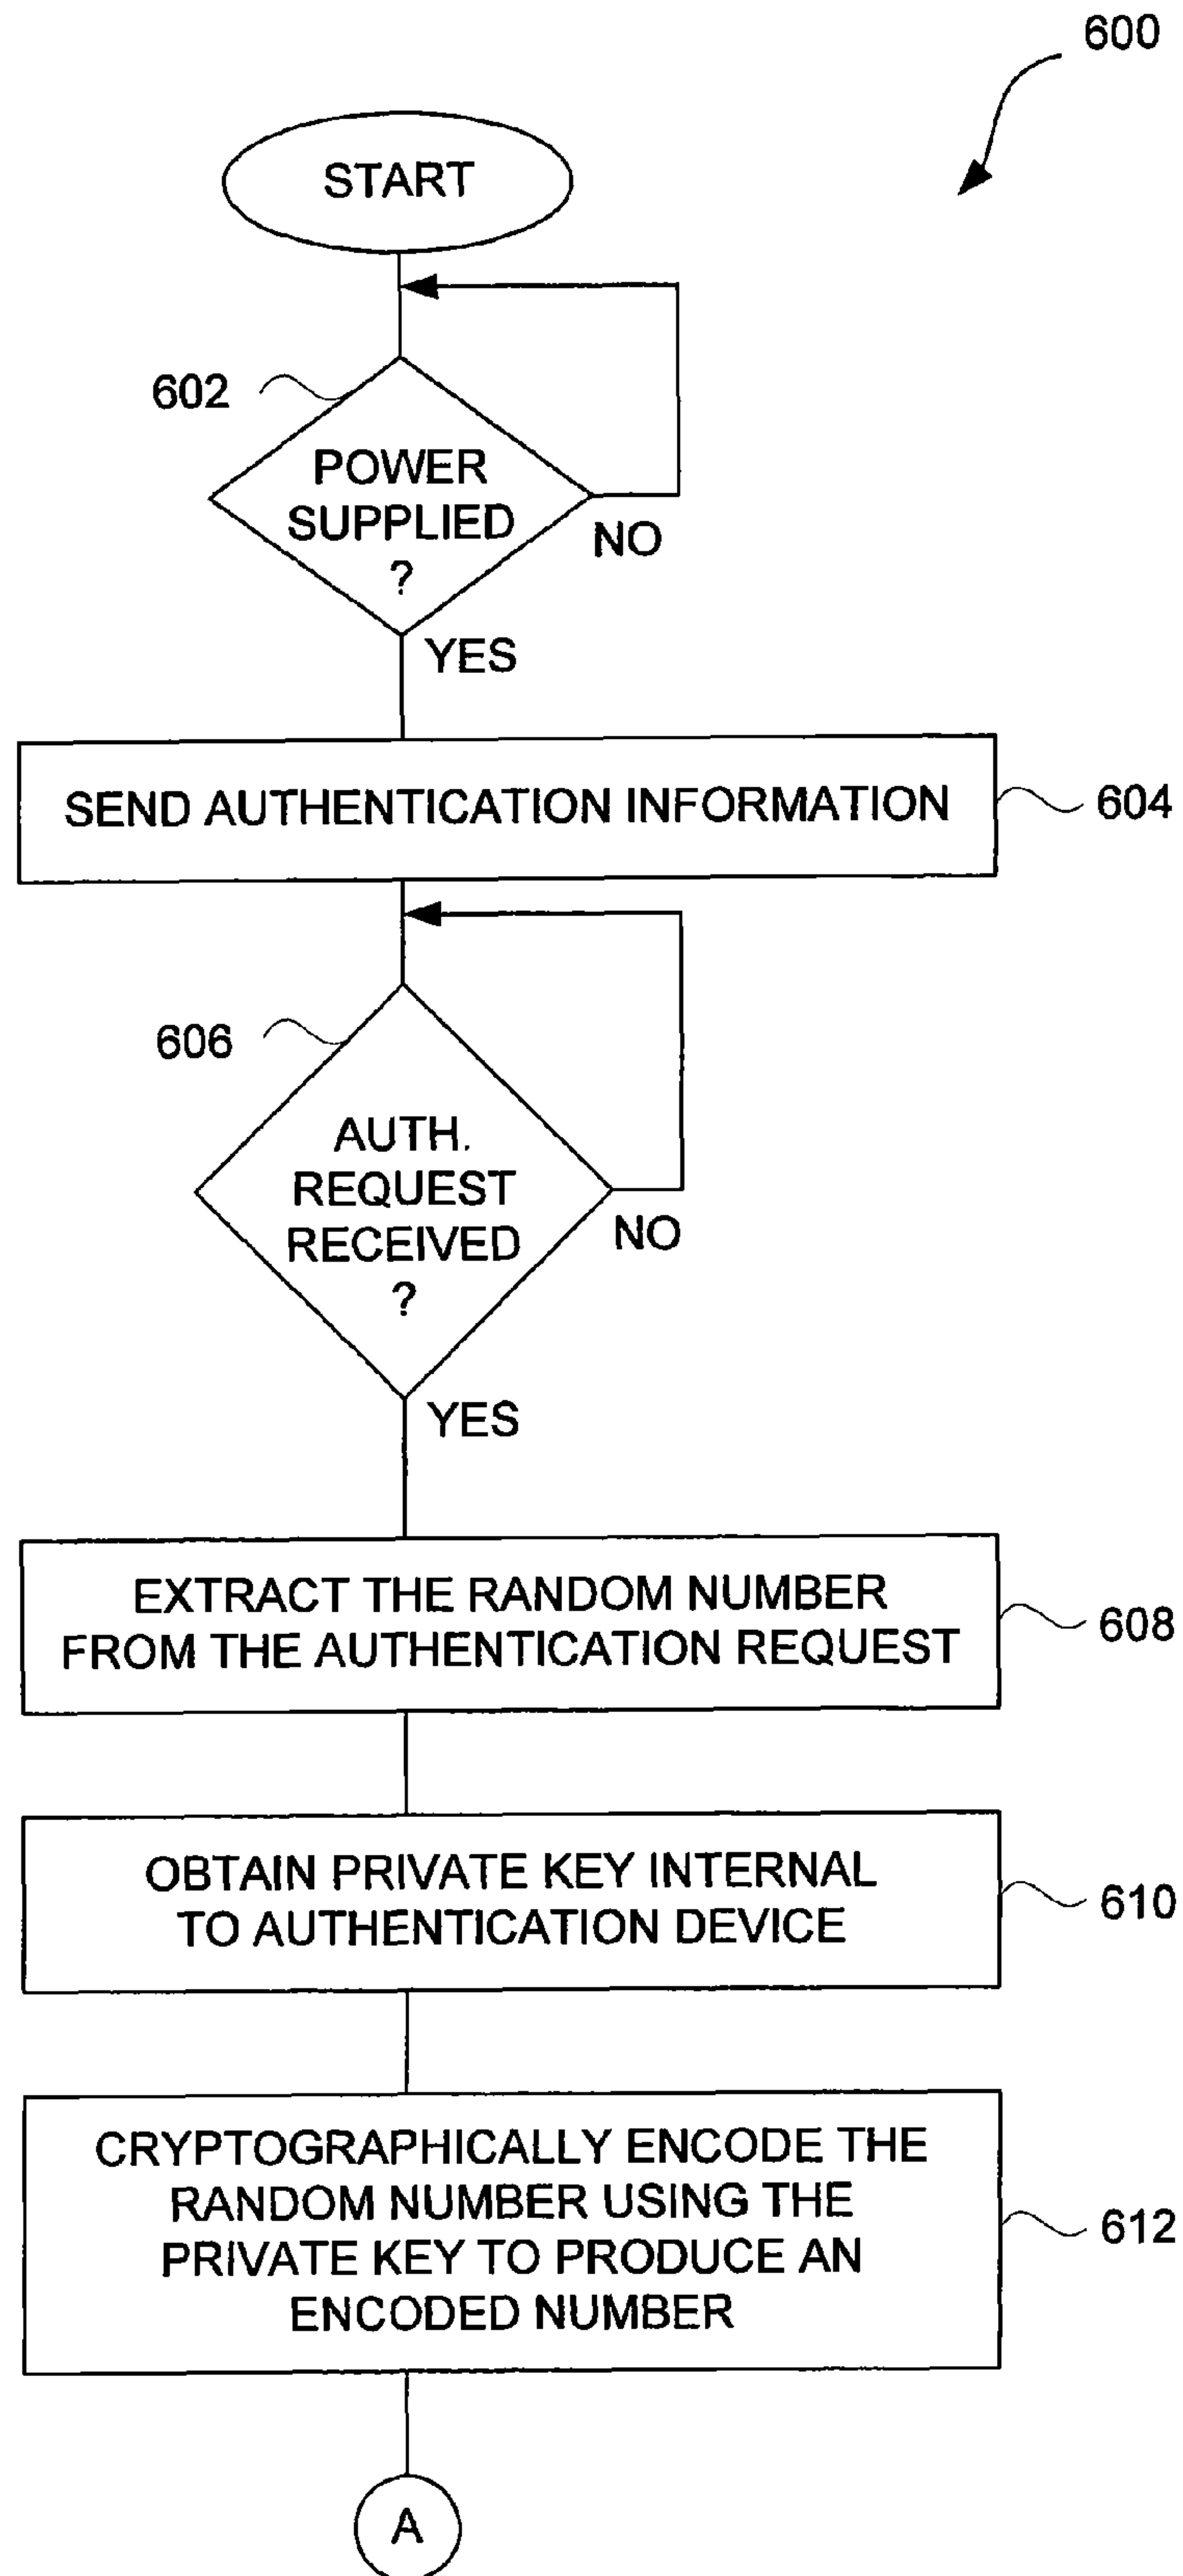 600
START
602
POWER
SUPPLIED
?
NO
YES
SEND AUTHENTICATION INFORMATION
604
606
AUTH.
REQUEST
RECEIVED
?
NO
YES
EXTRACT THE RANDOM NUMBER
FROM THE AUTHENTICATION REQUEST
608
OBTAIN PRIVATE KEY INTERNAL
TO AUTHENTICATION DEVICE
610
CRYPTOGRAPHICALLY ENCODE THE
RANDOM NUMBER USING THE
PRIVATE KEY TO PRODUCE AN
ENCODED NUMBER
612
A